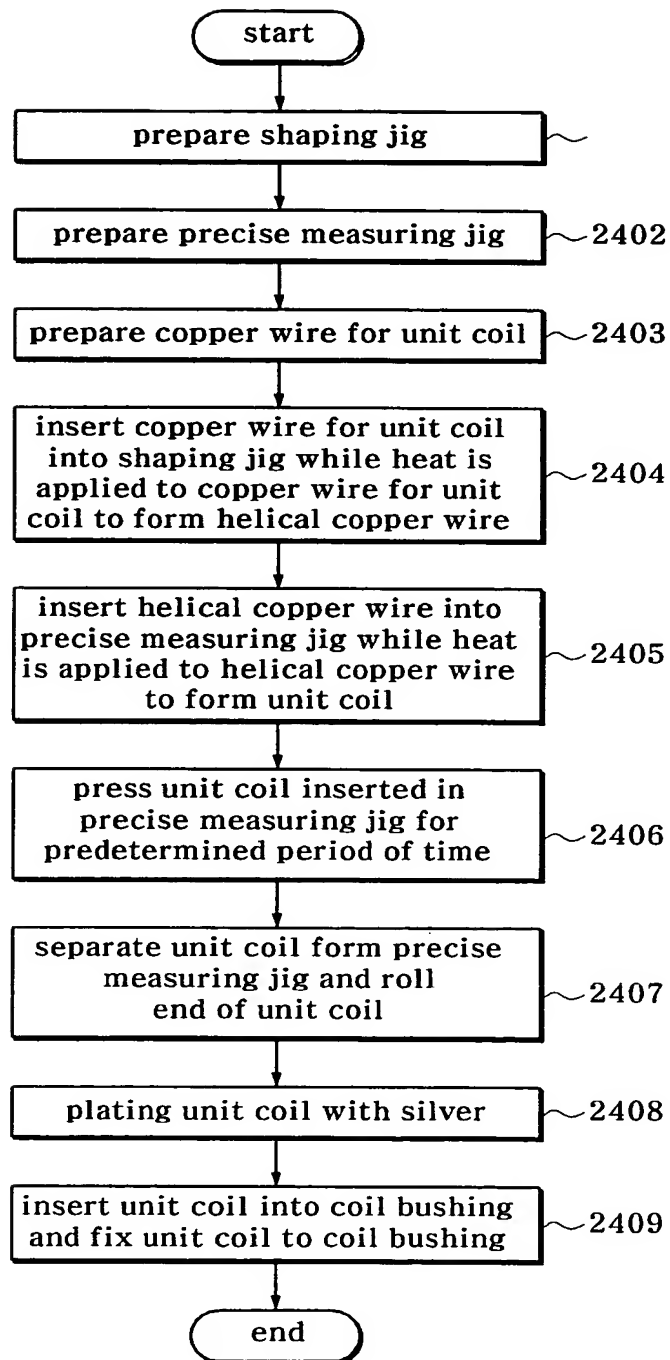 start
prepare shaping jig
prepare precise measuring jig
2402
prepare copper wire for unit coil
2403
insert copper wire for unit coil
into shaping jig while heat is
applied to copper wire for unit
coil to form helical copper wire
2404
insert helical copper wire into
precise measuring jig while heat
is applied to helical copper wire
to form unit coil
2405
press unit coil inserted in
precise measuring jig for
predetermined period of time
2406
separate unit coil form precise
measuring jig and roll
end of unit coil
2407
plating unit coil with silver
2408
insert unit coil into coil bushing
and fix unit coil to coil bushing
2409
end